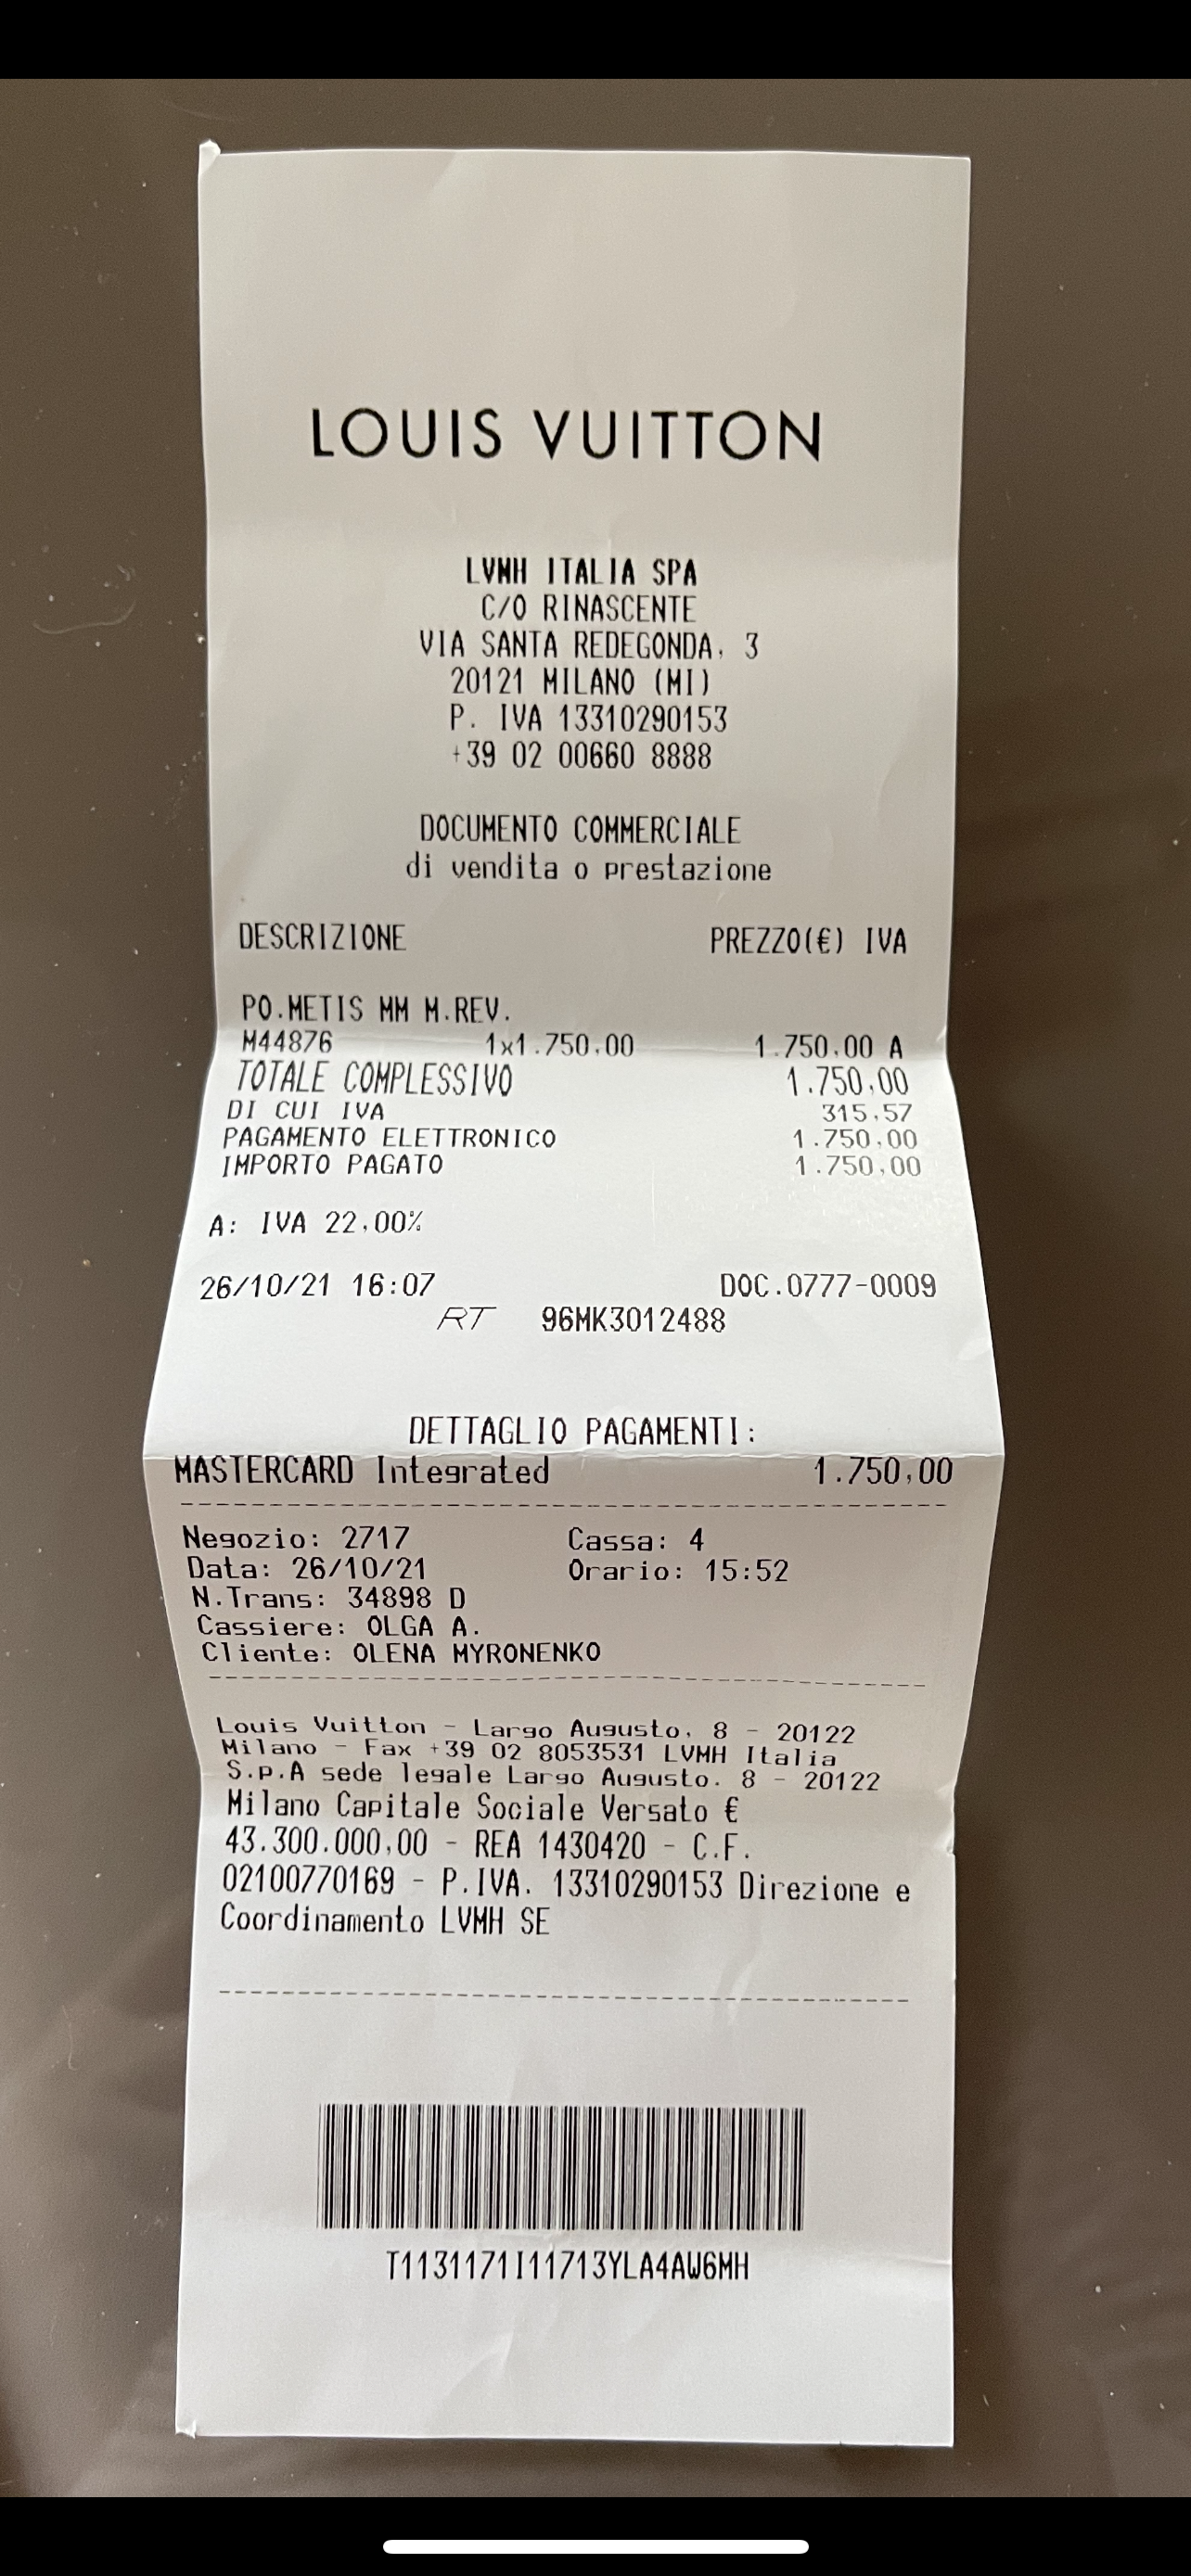 LOUIS VUITTON
LVMH ITALIA SPA
C/O RINASCENTE
VIA SANTA REDEGONDA, 3
20121 MILANO (MI)
P. IVA 13310290153
+39 02 00660 8888
DOCUMENTO COMMERCIALE
di vendita o prestazione
DESCRIZIONE PREZZO(€) IVA
PO.METIS MM M.REV.
M44876 1x1.750,00 1.750,00 A
TOTALE COMPLESSIVO 1.750,00
DI CUI IVA 315,57
PAGAMENTO ELETTRONICO 1.750,00
IMPORTO PAGATO 1.750,00
A: IVA 22,00%
26/10/21 16:07 DOC.0777-0009
RT 96MK3012488
DETTAGLIO PAGAMENTI:
MASTERCARD Integrated 1.750,00
Negozio: 2717 Cassa: 4
Data: 26/10/21 Orario: 15:52
N.Trans: 34898 D
Cassiere: OLGA A.
Cliente: OLENA MYRONENKO
Louis Vuitton - Largo Augusto, 8 - 20122
Milano - Fax +39 02 8053531 LVMH Italia
S.p.A sede legale Largo Augusto. 8 - 20122
Milano Capitale Sociale Versato €
43.300.000,00 - REA 1430420 - C.F.
02100770169 - P.IVA. 13310290153 Direzione e
Coordinamento LVMH SE
T1131171I11713YLA4AW6MH